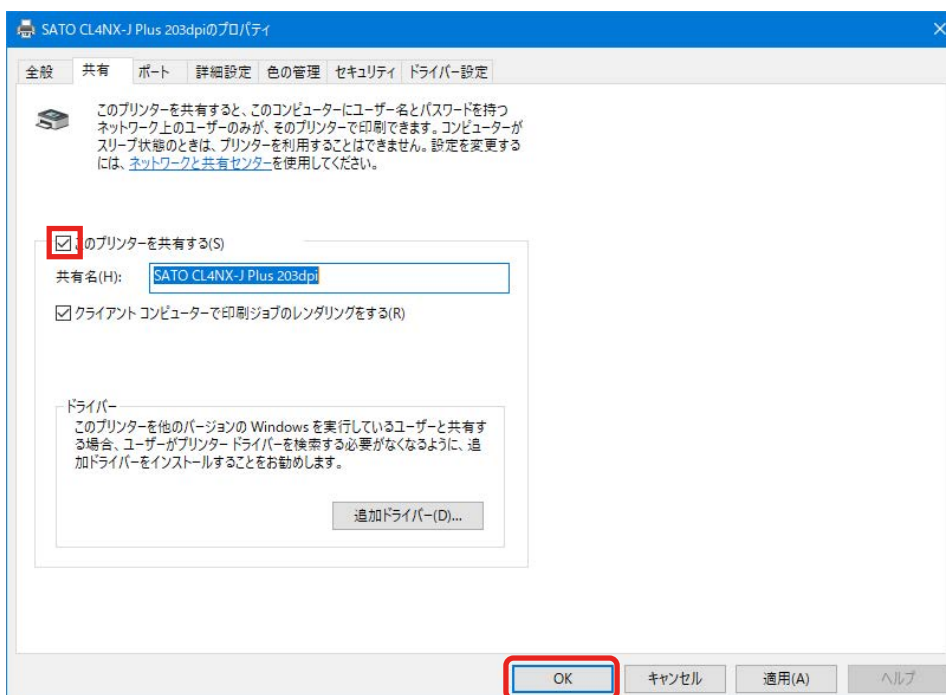 SATO CL4NX-J Plus 203dpiのプロパティ
全般 共有 ポート 詳細設定 色の管理 セキュリティ ドライバー設定
このプリンターを共有すると、このコンピューターにユーザー名とパスワードを持つ
ネットワーク上のユーザーのみが、そのプリンターで印刷できます。コンピューターが
スリープ状態のときは、プリンターを利用することはできません。設定を変更する
には、ネットワークと共有センターを使用してください。
このプリンターを共有する(S)
共有名(H): SATO CL4NX-J Plus 203dpi
クライアント コンピューターで印刷ジョブのレンダリングをする(R)
ドライバー
このプリンターを他のバージョンの Windows を実行しているユーザーと共有す
る場合、ユーザーがプリンター ドライバーを検索する必要がなくなるように、追
加ドライバーをインストールすることをお勧めします。
追加ドライバー(D)...
OK キャンセル 適用(A) ヘルプ